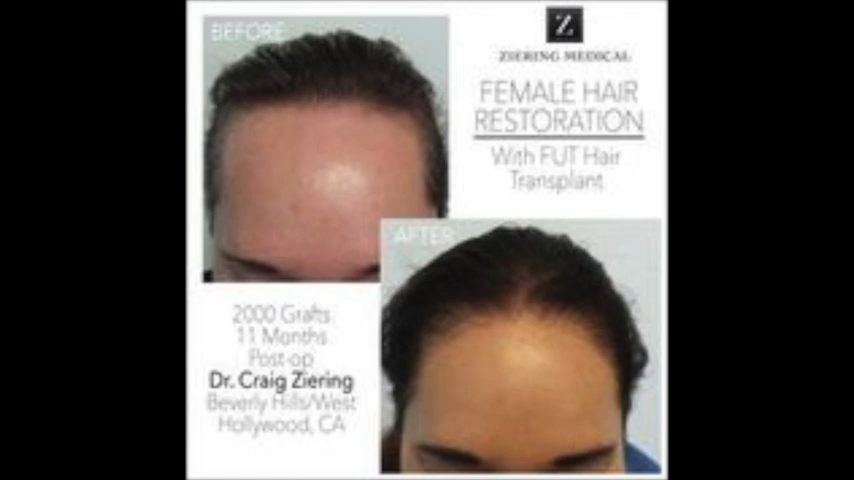 BEFORE
Z
ZIERING MEDICAL
FEMALE HAIR
RESTORATION
With FUT Hair
Transplant
AFTER
2000 Grafts
11 Months
Post-op
Dr. Craig Ziering
Beverly Hills/West
Hollywood, CA